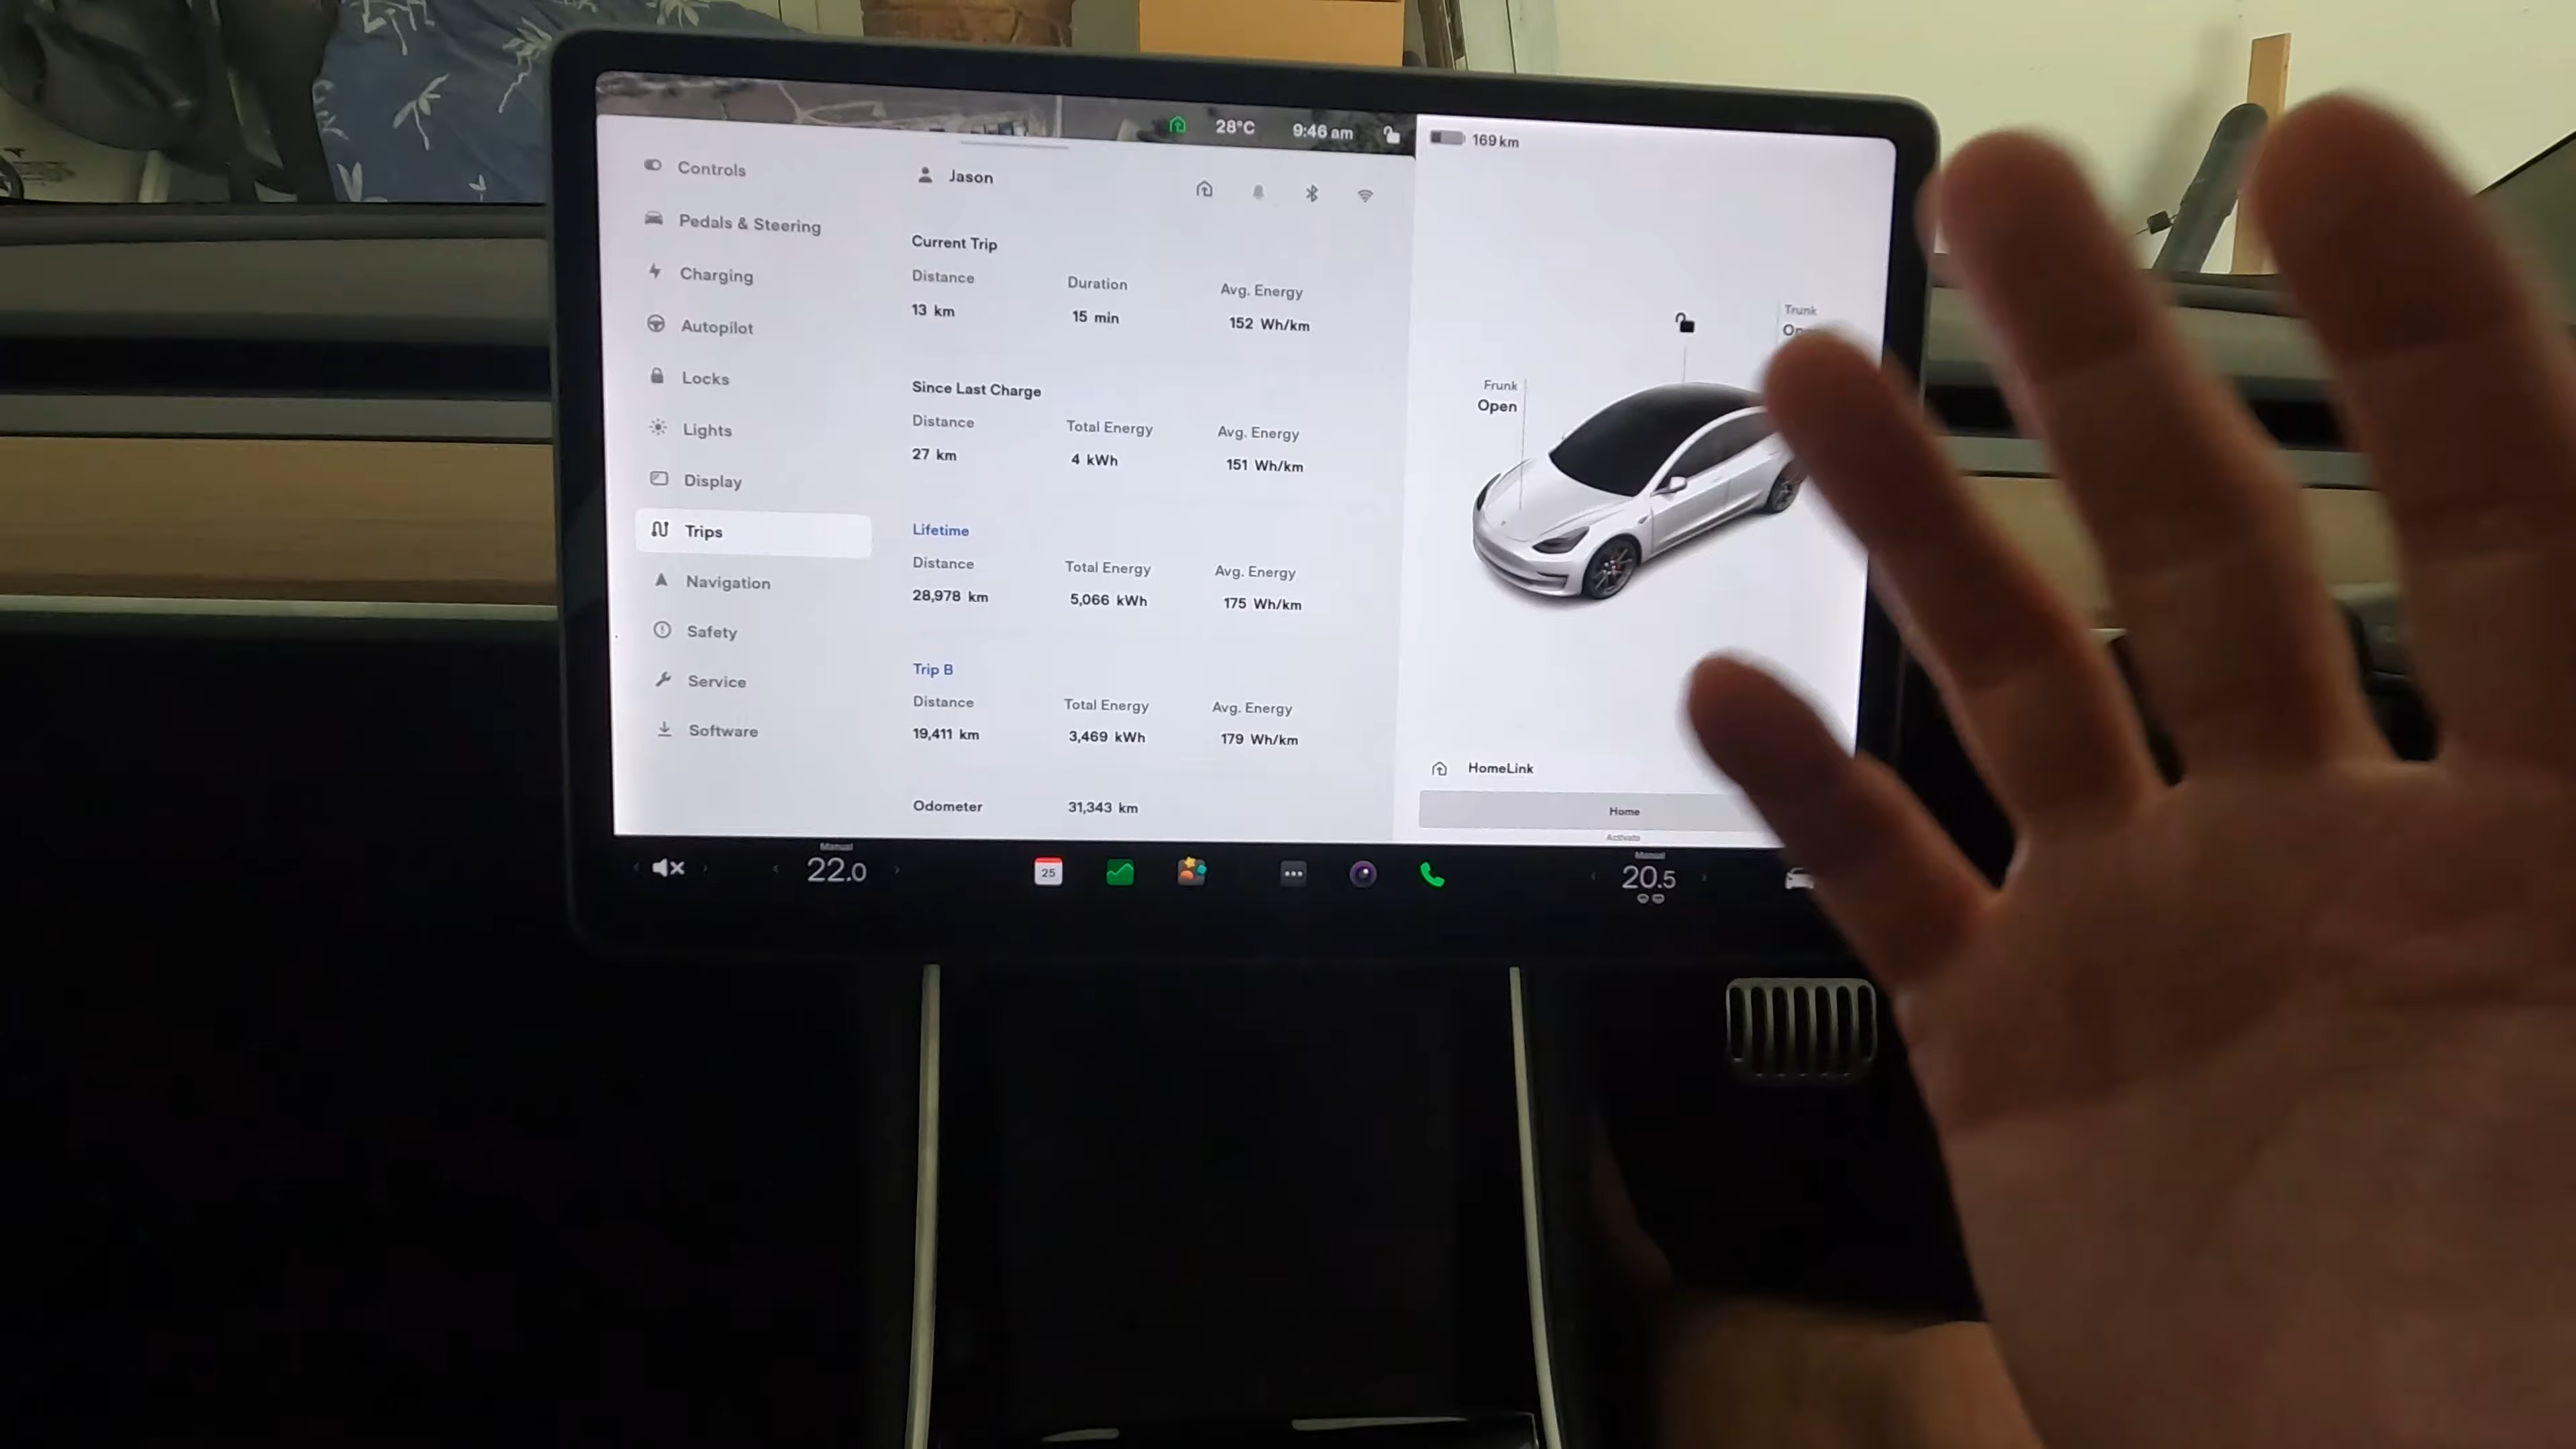 28°C
9:46 am
169 km
Controls
Pedals & Steering
Charging
Autopilot
Locks
Lights
Display
Trips
Navigation
Safety
Service
Software
Jason
Current Trip
Distance Duration Avg. Energy
13 km 15 min 152 Wh/km
Since Last Charge
Distance Total Energy Avg. Energy
27 km 4 kWh 151 Wh/km
Lifetime
Distance Total Energy Avg. Energy
28,978 km 5,066 kWh 175 Wh/km
Trip B
Distance Total Energy Avg. Energy
19,411 km 3,469 kWh 179 Wh/km
Odometer 31,343 km
Trunk
Frunk
Open
HomeLink
Home
Activate
Manual
22.0
25
Manual
20.5